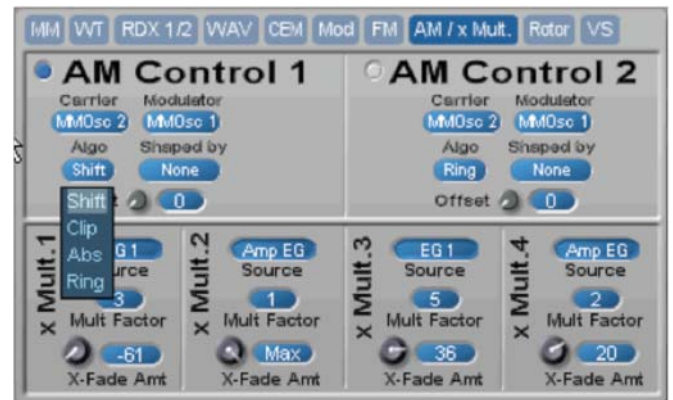 MM WT RDX 1/2 WAV CEM Mod FM AM / x Mult. Rotor VS
AM Control 1
Carrier Modulator
MMOsc 2 MMOsc 1
Algo Shaped by
Shift None
0
Shift
Clip
Abs
Ring
AM Control 2
Carrier Modulator
MMOsc 2 MMOsc 1
Algo Shaped by
Ring None
Offset 0
x Mult.1
Source
3
Mult Factor
-61
X-Fade Amt
x Mult.2
Amp EG
Source
1
Mult Factor
Max
X-Fade Amt
x Mult.3
EG 1
Source
5
Mult Factor
36
X-Fade Amt
x Mult.4
Amp EG
Source
2
Mult Factor
20
X-Fade Amt